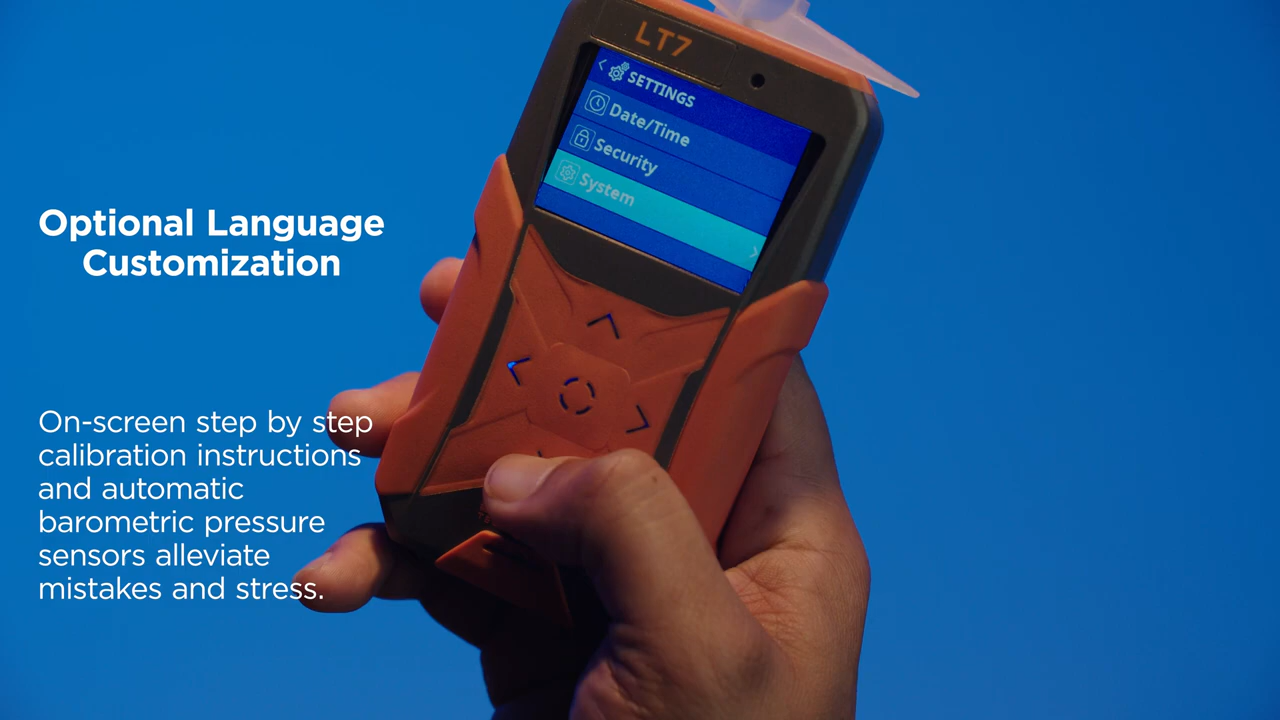 LT7
SETTINGS
Date/Time
Security
System
Optional Language
Customization
On-screen step by step
calibration instructions
and automatic
barometric pressure
sensors alleviate
mistakes and stress.